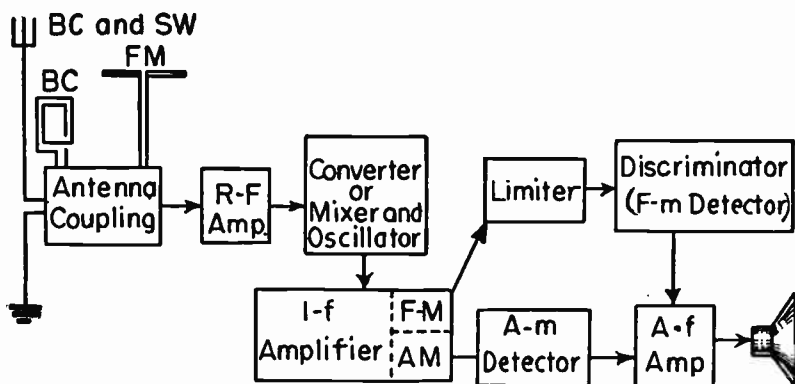 BC and SW
FM
BC
Antenna
Coupling
R-F
Amp.
Converter
or
Mixer and
Oscillator
Limiter
Discriminator
(F-m Detector)
I-f
Amplifier
F-M
AM
A-m
Detector
A-f
Amp